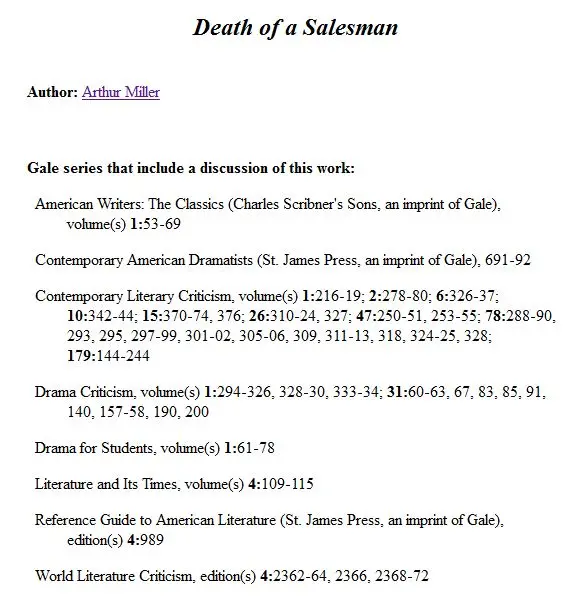 Death of a Salesman
Author: Arthur Miller
Gale series that include a discussion of this work:
American Writers: The Classics (Charles Scribner's Sons, an imprint of Gale),
volume(s) 1:53-69
Contemporary American Dramatists (St. James Press, an imprint of Gale), 691-92
Contemporary Literary Criticism, volume(s) 1:216-19; 2:278-80; 6:326-37;
10:342-44; 15:370-74, 376; 26:310-24, 327; 47:250-51, 253-55; 78:288-90,
293, 295, 297-99, 301-02, 305-06, 309, 311-13, 318, 324-25, 328;
179:144-244
Drama Criticism, volume(s) 1:294-326, 328-30, 333-34; 31:60-63, 67, 83, 85, 91,
140, 157-58, 190, 200
Drama for Students, volume(s) 1:61-78
Literature and Its Times, volume(s) 4:109-115
Reference Guide to American Literature (St. James Press, an imprint of Gale),
edition(s) 4:989
World Literature Criticism, edition(s) 4:2362-64, 2366, 2368-72